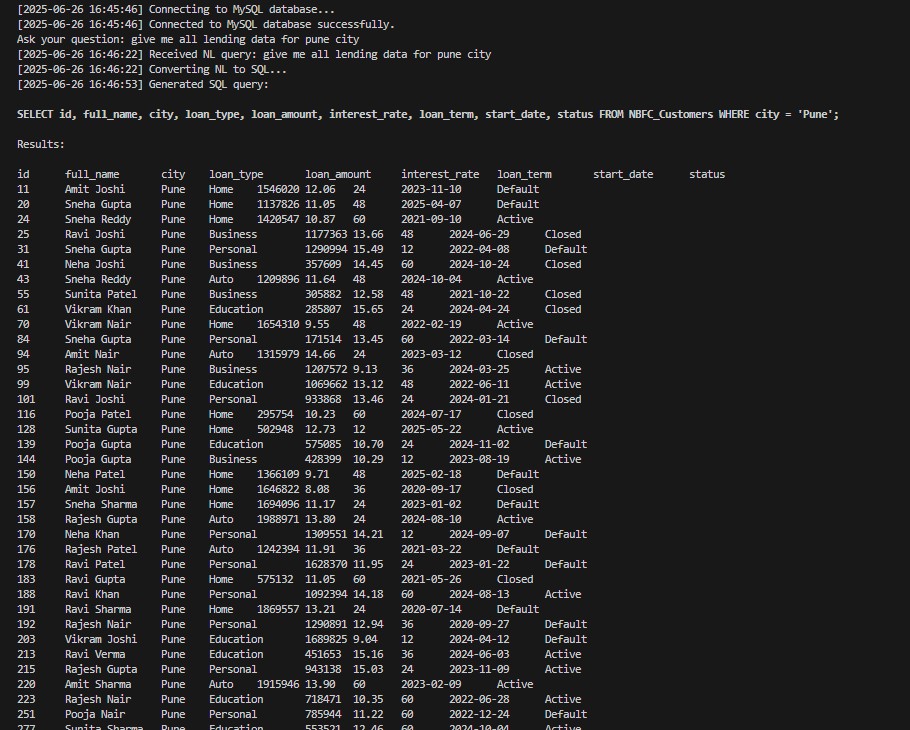 [2025-06-26 16:45:46] Connecting to MySQL database...
[2025-06-26 16:45:46] Connected to MySQL database successfully.
Ask your question: give me all lending data for pune city
[2025-06-26 16:46:22] Received NL query: give me all lending data for pune city
[2025-06-26 16:46:22] Converting NL to SQL...
[2025-06-26 16:46:53] Generated SQL query:
SELECT id, full_name, city, loan_type, loan_amount, interest_rate, loan_term, start_date, status FROM NBFC_Customers WHERE city = 'Pune';
Results:
id full_name city loan_type loan_amount interest_rate loan_term start_date status
11 Amit Joshi Pune Home 1546020 12.06 24 2023-11-10 Default
20 Sneha Gupta Pune Home 1137826 11.05 48 2025-04-07 Default
24 Sneha Reddy Pune Home 1420547 10.87 60 2021-09-10 Active
25 Ravi Joshi Pune Business 1177363 13.66 48 2024-06-29 Closed
31 Sneha Gupta Pune Personal 1290994 15.49 12 2022-04-08 Default
41 Neha Joshi Pune Business 357609 14.45 60 2024-10-24 Closed
43 Sneha Reddy Pune Auto 1209896 11.64 48 2024-10-04 Active
55 Sunita Patel Pune Business 305882 12.58 48 2021-10-22 Closed
61 Vikram Khan Pune Education 285807 15.65 24 2024-04-24 Closed
70 Vikram Nair Pune Home 1654310 9.55 48 2022-02-19 Active
84 Sneha Gupta Pune Personal 171514 13.45 60 2022-03-14 Default
94 Amit Nair Pune Auto 1315979 14.66 24 2023-03-12 Closed
95 Rajesh Nair Pune Business 1207572 9.13 36 2024-03-25 Active
99 Vikram Nair Pune Education 1069662 13.12 48 2022-06-11 Active
101 Ravi Joshi Pune Personal 933868 13.46 24 2024-01-21 Closed
116 Pooja Patel Pune Home 295754 10.23 60 2024-07-17 Closed
128 Sunita Gupta Pune Home 502948 12.73 12 2025-05-22 Active
139 Pooja Gupta Pune Education 575085 10.70 24 2024-11-02 Default
144 Pooja Gupta Pune Business 428399 10.29 12 2023-08-19 Active
150 Neha Patel Pune Home 1366109 9.71 48 2025-02-18 Default
156 Amit Joshi Pune Home 1646822 8.08 36 2020-09-17 Closed
157 Sneha Sharma Pune Home 1694096 11.17 24 2023-01-02 Default
158 Rajesh Gupta Pune Auto 1988971 13.80 24 2024-08-10 Active
170 Neha Khan Pune Personal 1309551 14.21 12 2024-09-07 Default
176 Rajesh Patel Pune Auto 1242394 11.91 36 2021-03-22 Default
178 Ravi Patel Pune Personal 1628370 11.95 24 2023-01-22 Default
183 Ravi Gupta Pune Home 575132 11.05 60 2021-05-26 Closed
188 Ravi Khan Pune Personal 1092394 14.18 60 2024-08-13 Active
191 Ravi Sharma Pune Home 1869557 13.21 24 2020-07-14 Default
192 Rajesh Nair Pune Personal 1290891 12.94 36 2020-09-27 Default
203 Vikram Joshi Pune Education 1689825 9.04 12 2024-04-12 Default
213 Ravi Verma Pune Education 451653 15.16 36 2024-06-03 Active
215 Rajesh Gupta Pune Personal 943138 15.03 24 2023-11-09 Active
220 Amit Sharma Pune Auto 1915946 13.90 60 2023-02-09 Active
223 Rajesh Nair Pune Education 718471 10.35 60 2022-06-28 Active
251 Pooja Nair Pune Personal 785944 11.22 60 2022-12-24 Default
277 Sunita Sharma Pune Education 553521 12.46 60 2024-10-04 Active